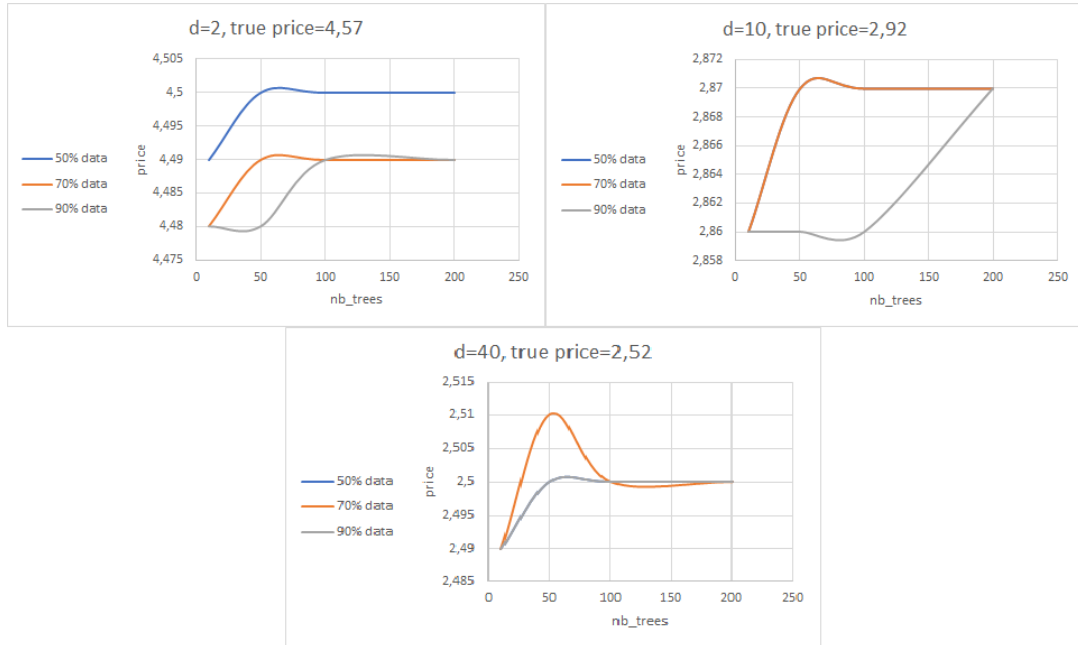 d=2, true price=4,57
4,505
4,5
4,495
4,49
4,485
4,48
4,475
price
0 50 100 150 200 250
nb_trees
50% data
70% data
90% data
d=10, true price=2,92
2,872
2,87
2,868
2,866
2,864
2,862
2,86
2,858
price
0 50 100 150 200 250
nb_trees
50% data
70% data
90% data
d=40, true price=2,52
2,515
2,51
2,505
2,5
2,495
2,49
2,485
price
0 50 100 150 200 250
nb_trees
50% data
70% data
90% data